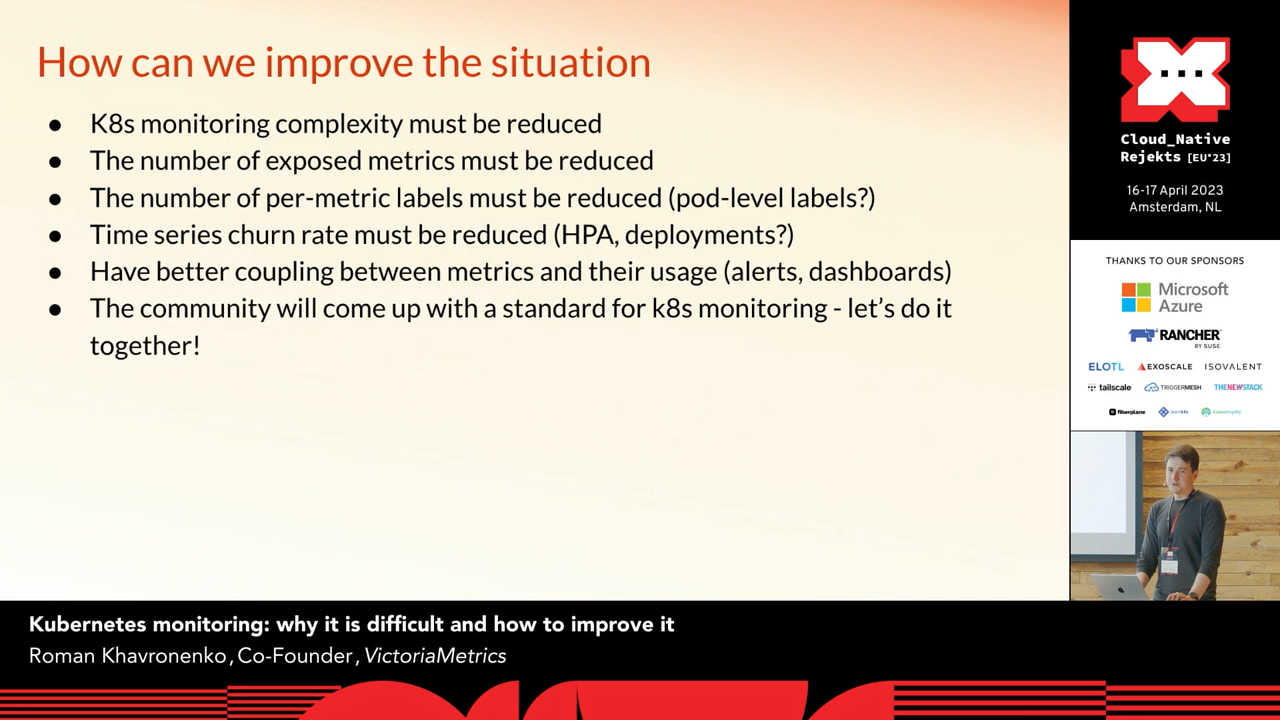 How can we improve the situation
● K8s monitoring complexity must be reduced
● The number of exposed metrics must be reduced
● The number of per-metric labels must be reduced (pod-level labels?)
● Time series churn rate must be reduced (HPA, deployments?)
● Have better coupling between metrics and their usage (alerts, dashboards)
● The community will come up with a standard for k8s monitoring - let’s do it
together!
Cloud_Native
Rejekts [EU'23]
16-17 April 2023
Amsterdam, NL
THANKS TO OUR SPONSORS
Microsoft
Azure
RANCHER
BY SUSE
ELOTL EXOSCALE ISOVALENT
tailscale TRIGGERMESH THENEWSTACK
fiberplane
Kubernetes monitoring: why it is difficult and how to improve it
Roman Khavronenko, Co-Founder, VictoriaMetrics